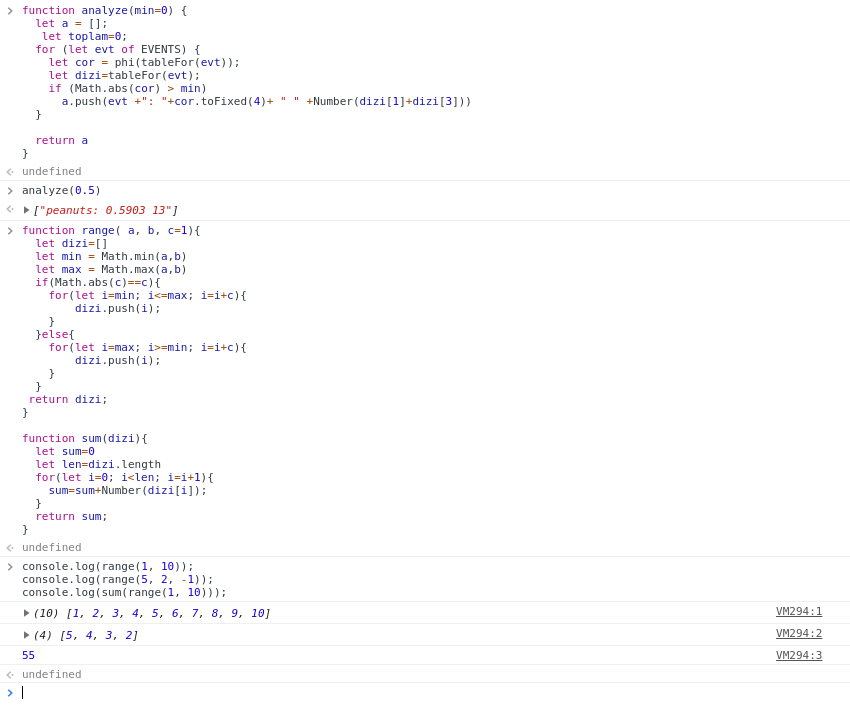 function analyze(min=0) {
  let a = [];
   let toplam=0;
  for (let evt of EVENTS) {
    let cor = phi(tableFor(evt));
    let dizi=tableFor(evt);
    if (Math.abs(cor) > min)
      a.push(evt +": "+cor.toFixed(4)+ " " +Number(dizi[1]+dizi[3]))
  }

  return a
}
undefined
analyze(0.5)
["peanuts: 0.5903 13"]
function range( a, b, c=1){
  let dizi=[]
  let min = Math.min(a,b)
  let max = Math.max(a,b)
  if(Math.abs(c)==c){
    for(let i=min; i<=max; i=i+c){
        dizi.push(i);
    }
  }else{
    for(let i=max; i>=min; i=i+c){
        dizi.push(i);
    }
  }
 return dizi;
}

function sum(dizi){
  let sum=0
  let len=dizi.length
  for(let i=0; i<len; i=i+1){
    sum=sum+Number(dizi[i]);
  }
  return sum;
}
undefined
console.log(range(1, 10));
console.log(range(5, 2, -1));
console.log(sum(range(1, 10)));
(10) [1, 2, 3, 4, 5, 6, 7, 8, 9, 10] VM294:1
(4) [5, 4, 3, 2] VM294:2
55 VM294:3
undefined